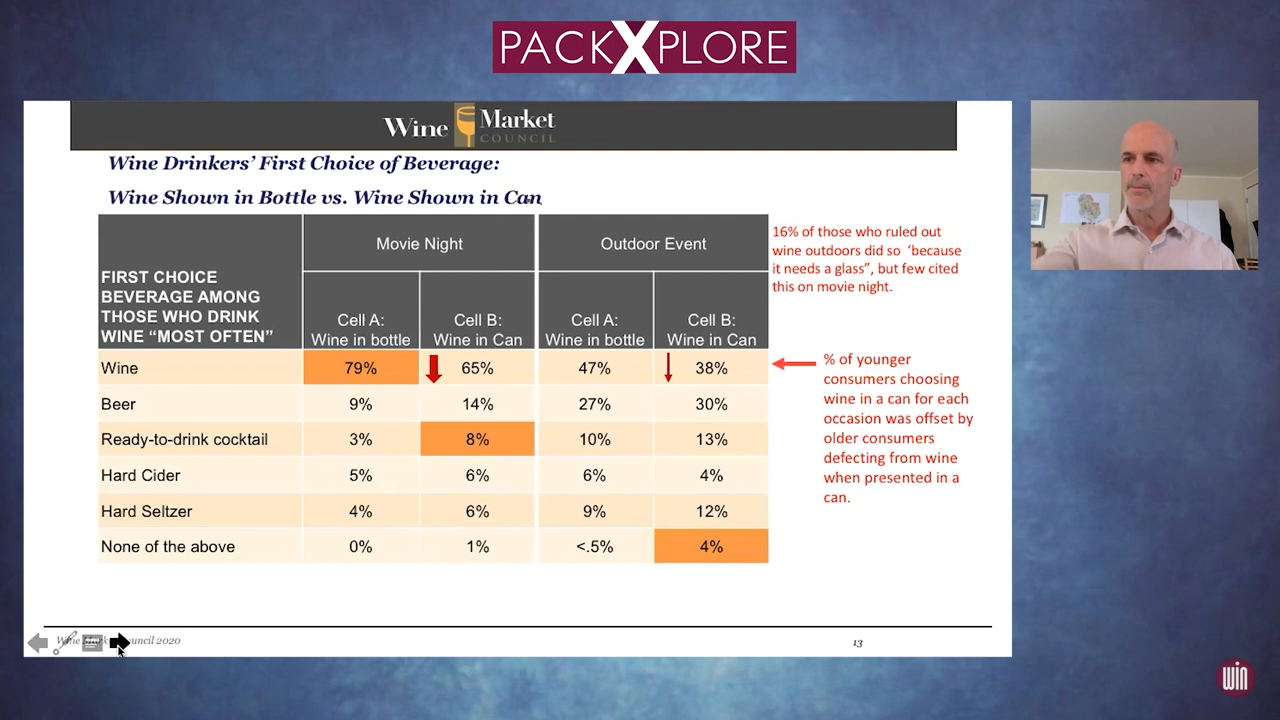 PACKXPLORE
Wine Market
COUNCIL
Wine Drinkers' First Choice of Beverage:
Wine Shown in Bottle vs. Wine Shown in Can
FIRST CHOICE
BEVERAGE AMONG
THOSE WHO DRINK
WINE “MOST OFTEN”
Movie Night
Outdoor Event
Cell A:
Wine in bottle
Cell B:
Wine in Can
Cell A:
Wine in bottle
Cell B:
Wine in Can
Wine 79% 65% 47% 38%
Beer 9% 14% 27% 30%
Ready-to-drink cocktail 3% 8% 10% 13%
Hard Cider 5% 6% 6% 4%
Hard Seltzer 4% 6% 9% 12%
None of the above 0% 1% <.5% 4%
16% of those who ruled out
wine outdoors did so ‘because
it needs a glass”, but few cited
this on movie night.
% of younger
consumers choosing
wine in a can for each
occasion was offset by
older consumers
defecting from wine
when presented in a
can.
Wine Market Council 2020
13
win